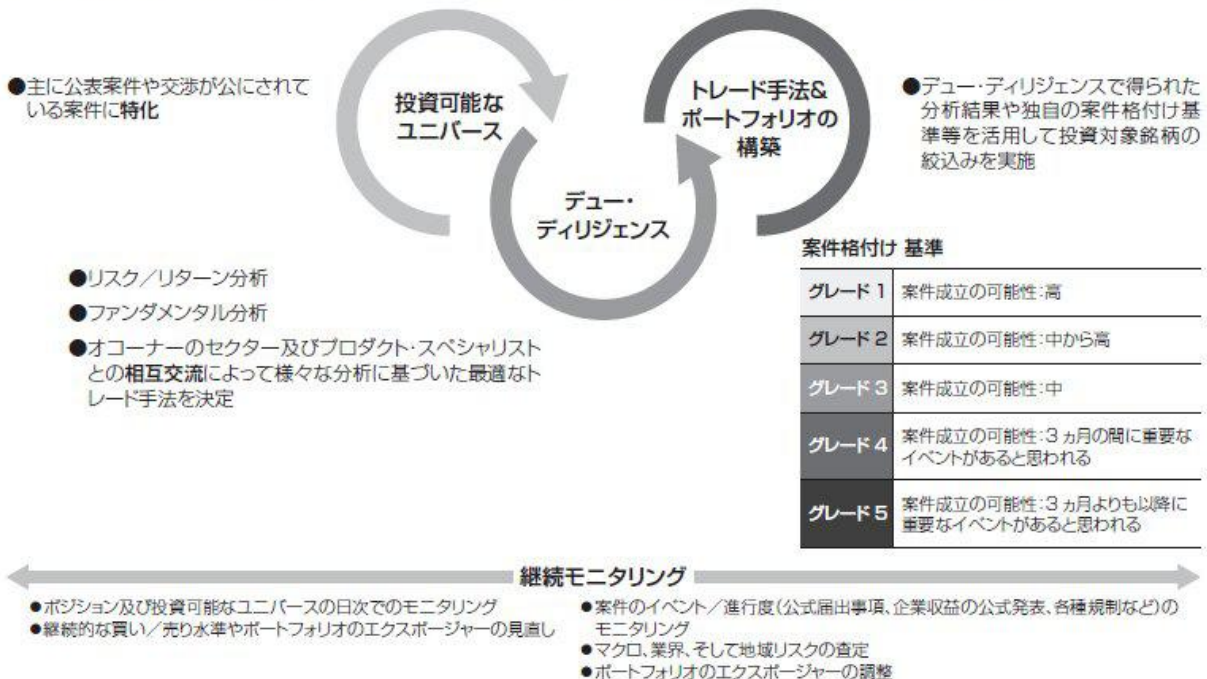 ●主に公表案件や交渉が公にされて
いる案件に特化
投資可能な
ユニバース
デュー・
ディリジェンス
トレード手法&
ポートフォリオの
構築
●デュー・ディリジェンスで得られた
分析結果や独自の案件格付け基
準等を活用して投資対象銘柄の
絞込みを実施
●リスク/リターン分析
●ファンダメンタル分析
●オコーナーのセクター及びプロダクト・スペシャリスト
との相互交流によって様々な分析に基づいた最適なト
レード手法を決定
案件格付け 基準
グレード 1 案件成立の可能性:高
グレード 2 案件成立の可能性:中から高
グレード 3 案件成立の可能性:中
グレード 4 案件成立の可能性:3ヵ月の間に重要な
イベントがあると思われる
グレード 5 案件成立の可能性:3ヵ月よりも以降に
重要なイベントがあると思われる
継続モニタリング
●ポジション及び投資可能なユニバースの日次でのモニタリング
●継続的な買い/売り水準やポートフォリオのエクスポージャーの見直し
●案件のイベント/進行度(公式届出事項、企業収益の公式発表、各種規制など)の
モニタリング
●マクロ、業界、そして地域リスクの査定
●ポートフォリオのエクスポージャーの調整